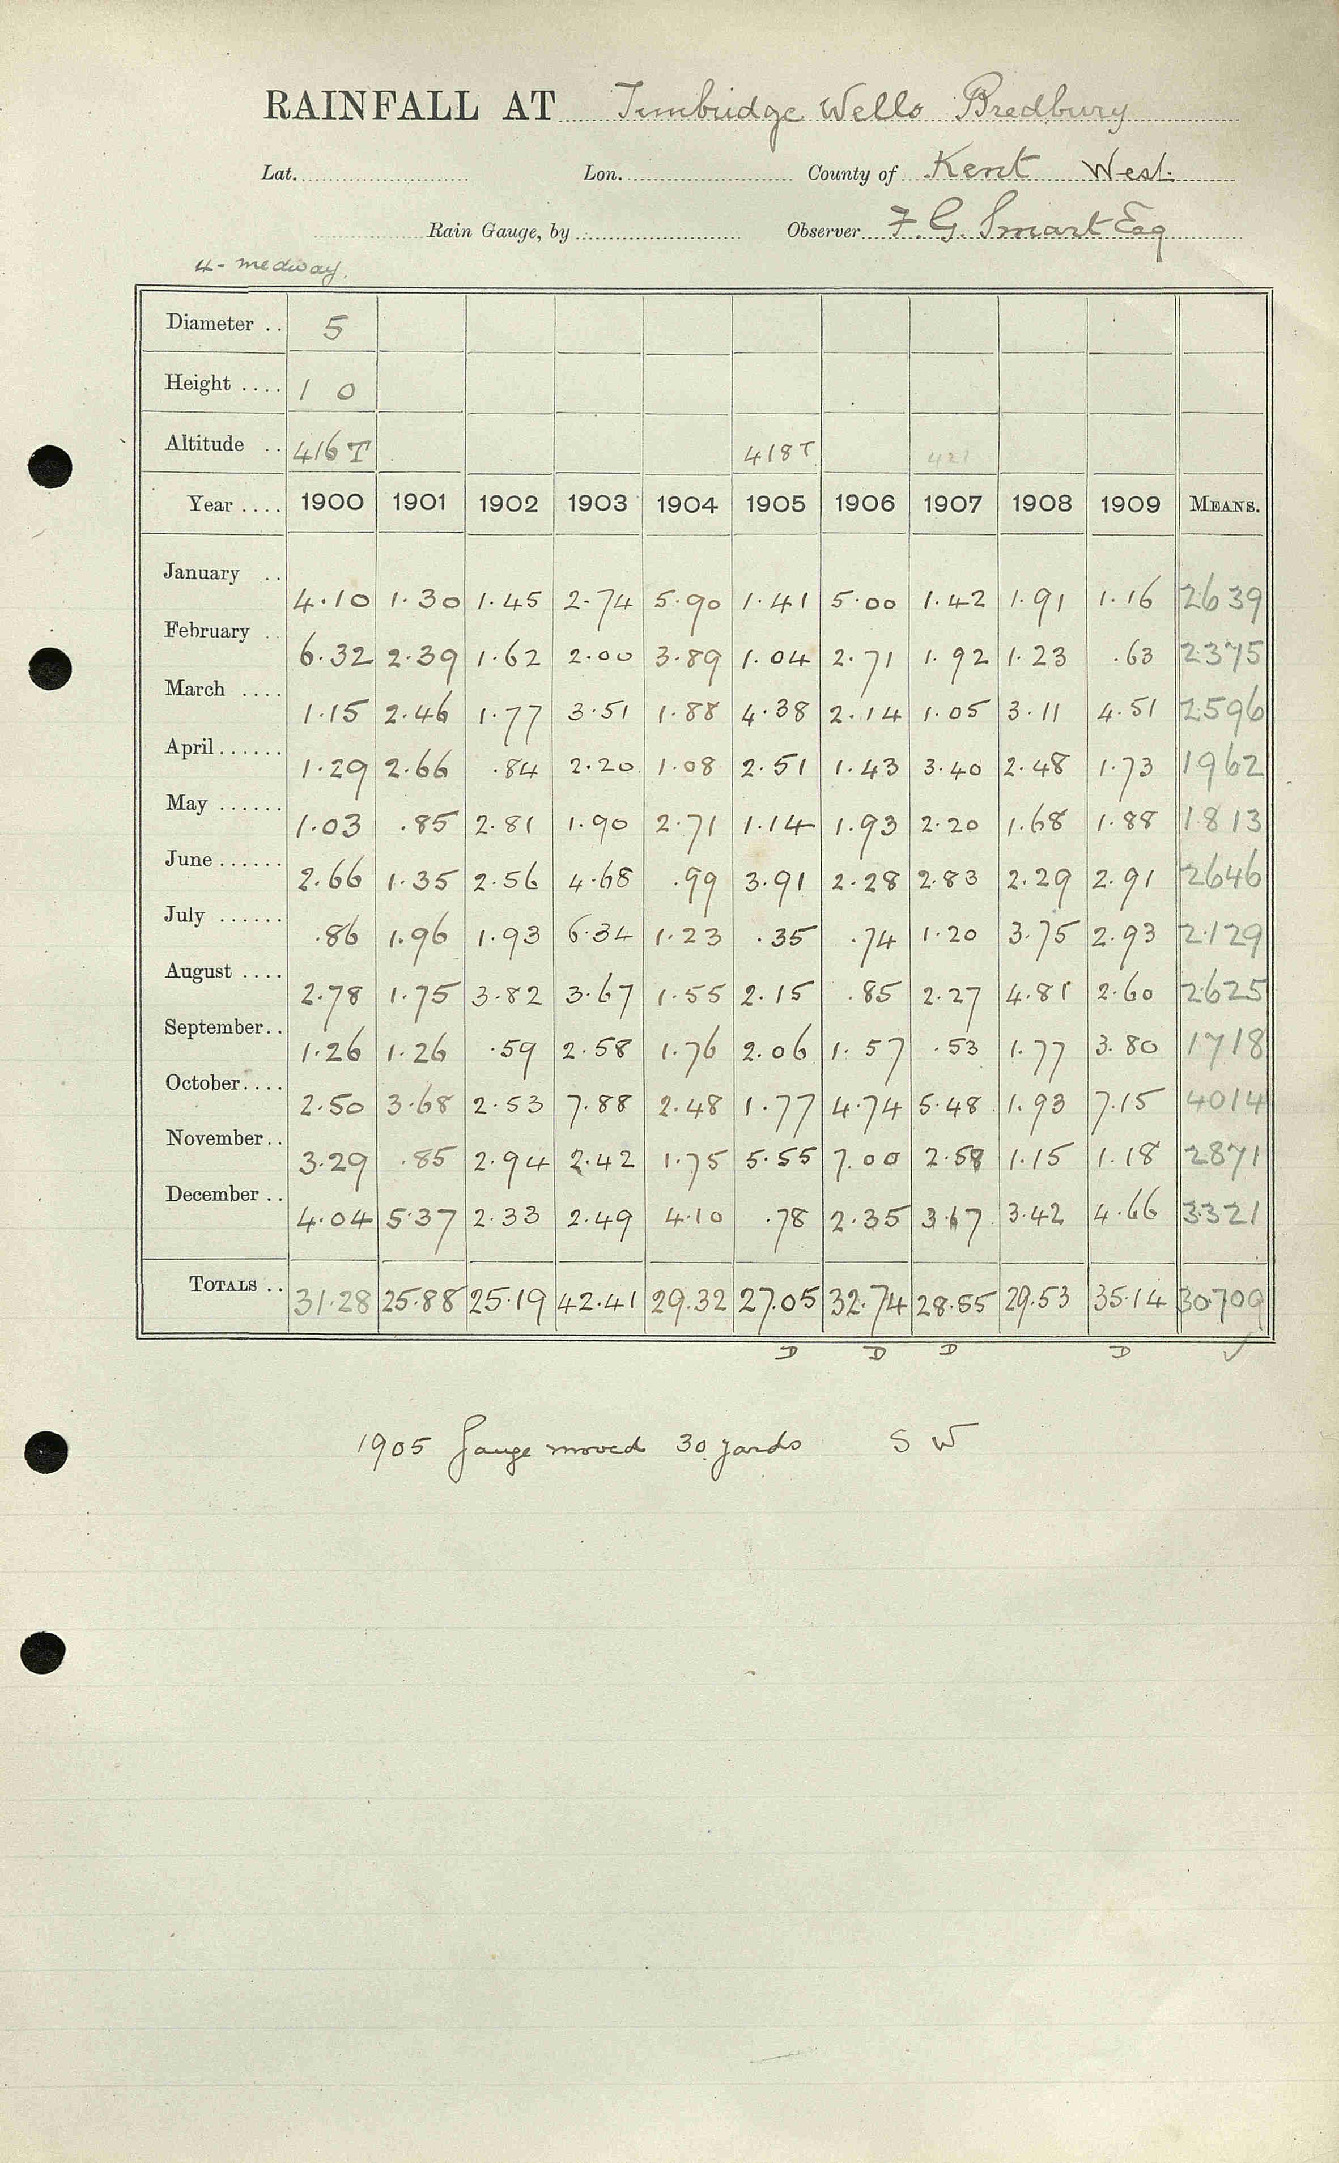 RAINFALL AT Tunbridge Wells Bredbury
Lat. Lon. County of Kent West.
Rain Gauge, by Observer F. G. Smart Esq
4 - medway.
Diameter .. 5
Height .... 1 0
Altitude .. 416 T 418 T 421
Year .... 1900 1901 1902 1903 1904 1905 1906 1907 1908 1909 MEANS.
January .. 4.10 1.30 1.45 2.74 5.90 1.41 5.00 1.42 1.91 1.16 2639
February .. 6.32 2.39 1.62 2.00 3.89 1.04 2.71 1.92 1.23 .63 2375
March .... 1.15 2.46 1.77 3.51 1.88 4.38 2.14 1.05 3.11 4.51 2596
April ...... 1.29 2.66 .84 2.20 1.08 2.51 1.43 3.40 2.48 1.73 1962
May ...... 1.03 .85 2.81 1.90 2.71 1.14 1.93 2.20 1.68 1.88 1813
June ...... 2.66 1.35 2.56 4.68 .99 3.91 2.28 2.83 2.29 2.91 2646
July ...... .86 1.96 1.93 6.34 1.23 .35 .74 1.20 3.75 2.93 2.129
August .... 2.78 1.75 3.82 3.67 1.55 2.15 .85 2.27 4.81 2.60 2625
September .. 1.26 1.26 .59 2.58 1.76 2.06 1.57 .53 1.77 3.80 1718
October .... 2.50 3.68 2.53 7.88 2.48 1.77 4.74 5.48 1.93 7.15 4014
November .. 3.29 .85 2.94 2.42 1.75 5.55 7.00 2.58 1.15 1.18 2871
December .. 4.04 5.37 2.33 2.49 4.10 .78 2.35 3.67 3.42 4.66 3321
TOTALS .. 31.28 25.88 25.19 42.41 29.32 27.05 32.74 28.55 29.53 35.14 30.709
D D D D
1905 Gauge moved 30 yards S W